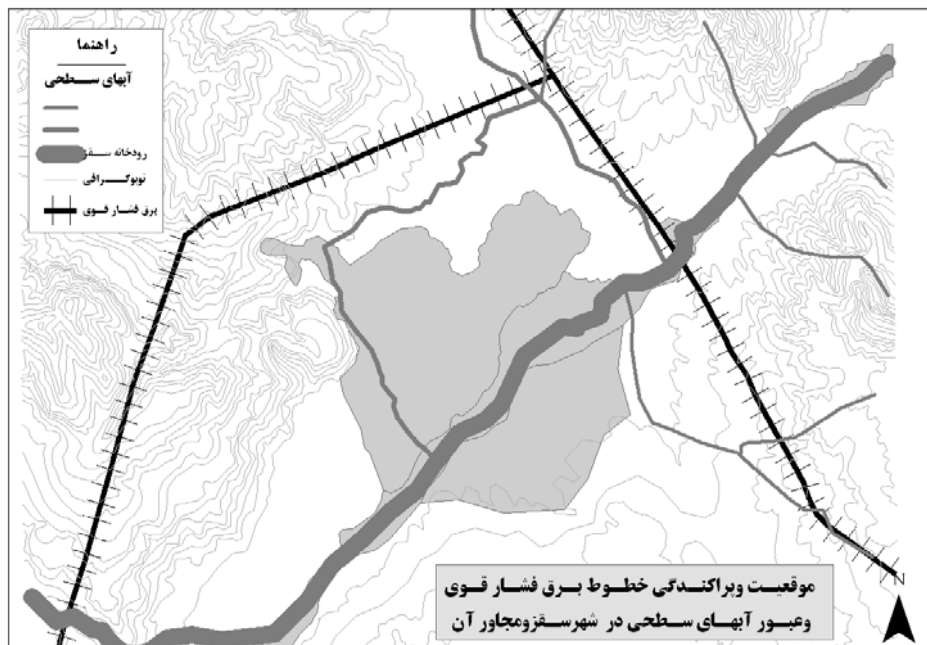 راهنما
آبهای سطحی
رودخانه سقز
توپوگرافی
برق فشار قوی
N
موقعیت وپراکندگی خطوط برق فشار قوی
وعبور آبهای سطحی در شهرسقزومجاور آن